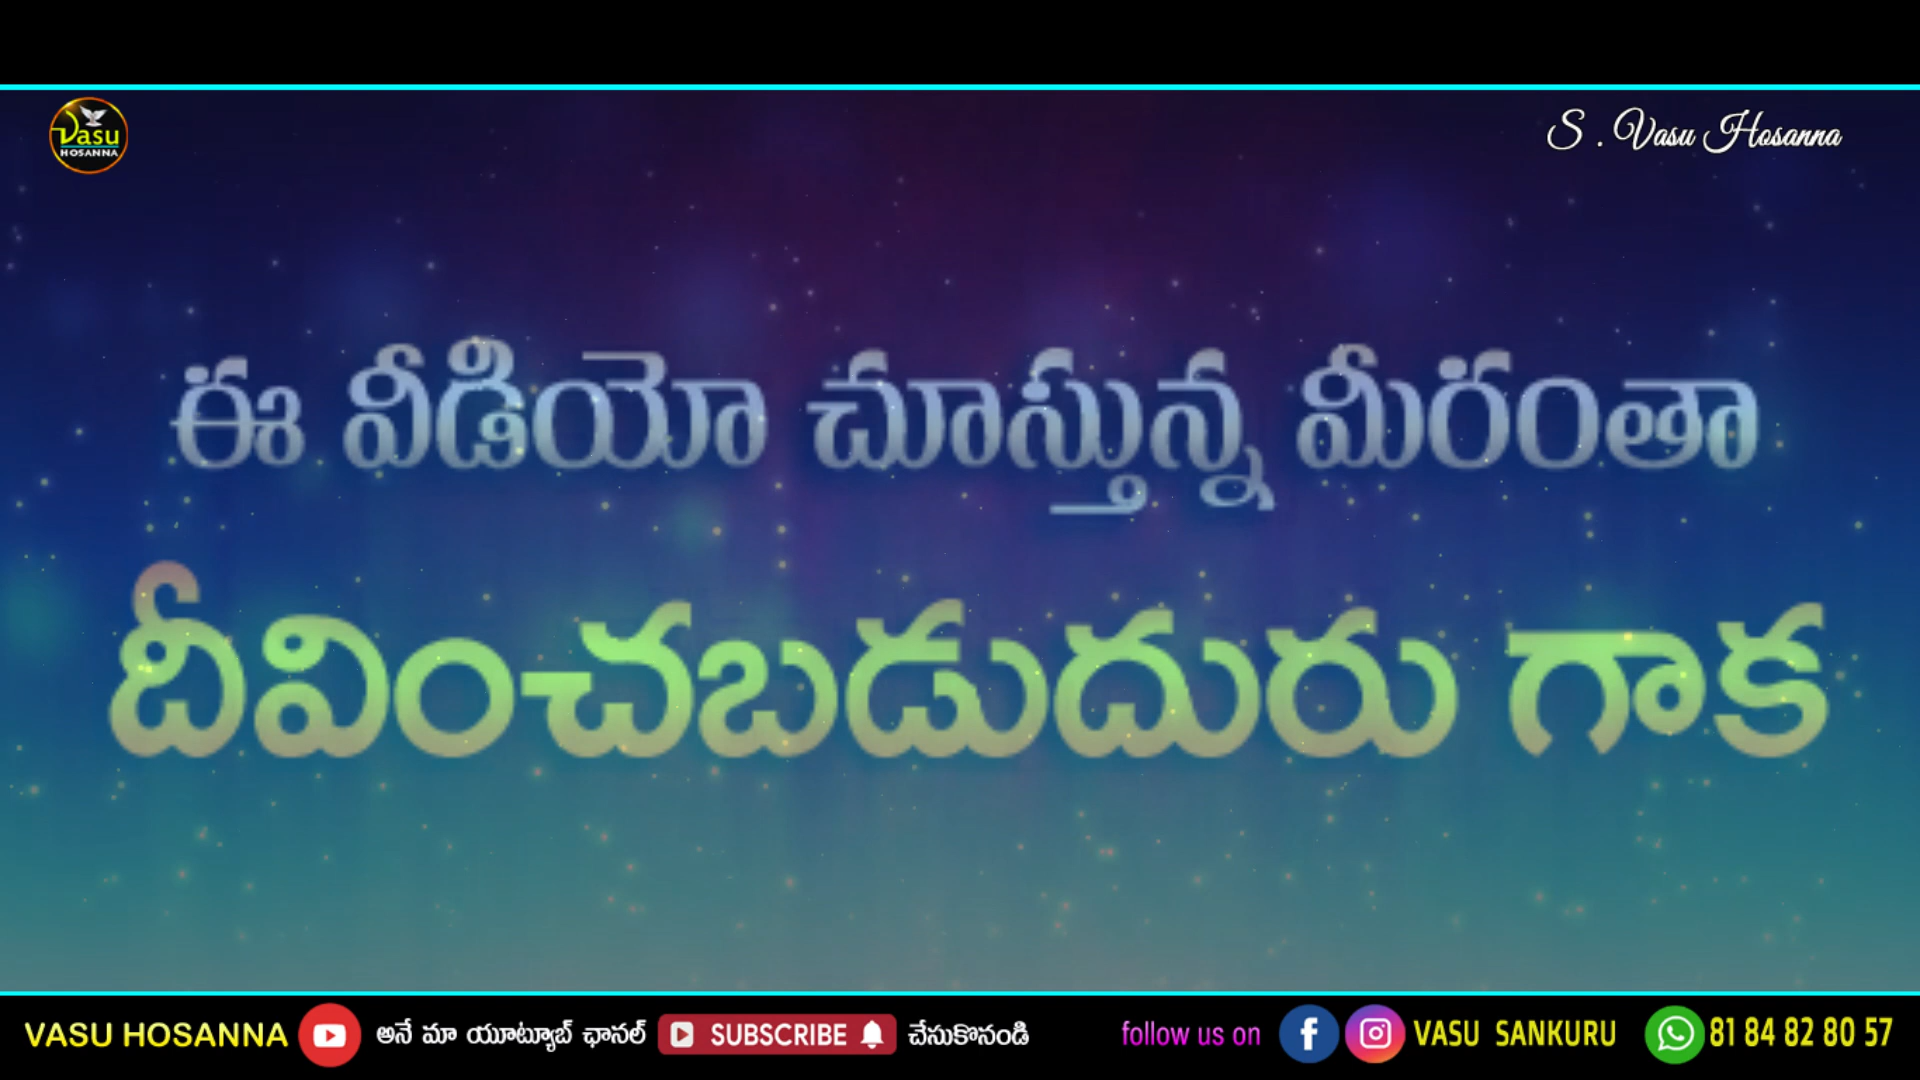 Vasu
HOSANNA
S . Vasu Hosanna
ఈ వీడియో చూస్తున్న మీరంతా
దీవించబడుదురు గాక
VASU HOSANNA అనే మా యూట్యూబ్ ఛానల్ SUBSCRIBE చేసుకొనండి follow us on VASU SANKURU 81 84 82 80 57